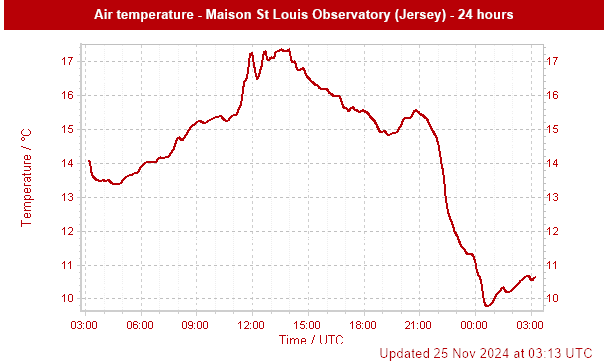 Air temperature - Maison St Louis Observatory (Jersey) - 24 hours
17 17
16 16
15 15
14 14
13 13
12 12
11 11
10 10
Temperature / °C
03:00 06:00 09:00 12:00 15:00 18:00 21:00 00:00 03:00
Time / UTC
Updated 25 Nov 2024 at 03:13 UTC